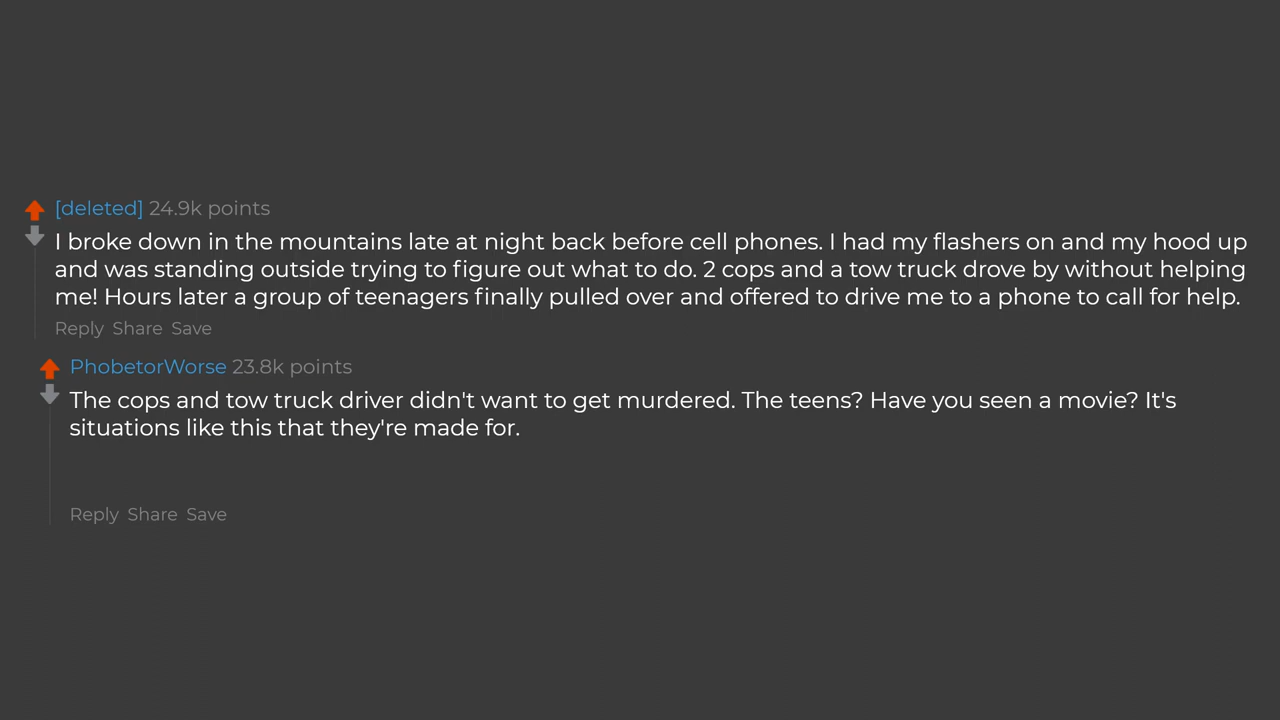 [deleted] 24.9k points
I broke down in the mountains late at night back before cell phones. I had my flashers on and my hood up
and was standing outside trying to figure out what to do. 2 cops and a tow truck drove by without helping
me! Hours later a group of teenagers finally pulled over and offered to drive me to a phone to call for help.
Reply Share Save
PhobetorWorse 23.8k points
The cops and tow truck driver didn't want to get murdered. The teens? Have you seen a movie? It's
situations like this that they're made for.
Reply Share Save